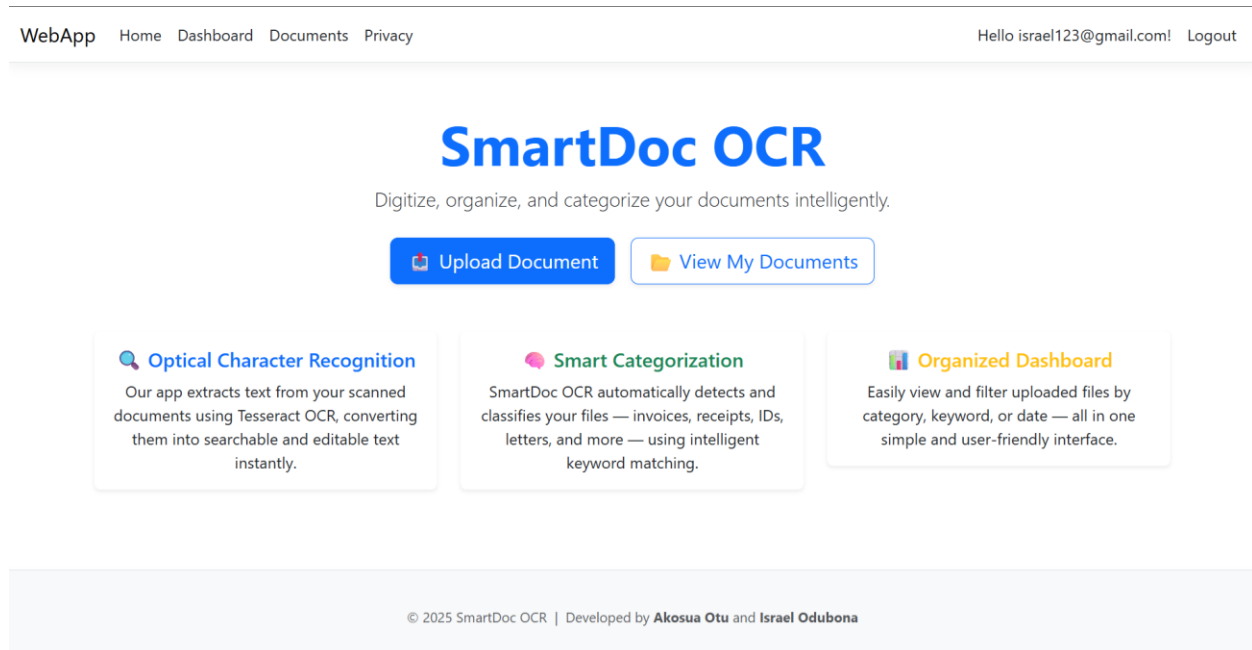 WebApp Home Dashboard Documents Privacy Hello israel123@gmail.com! Logout
SmartDoc OCR
Digitize, organize, and categorize your documents intelligently.
Upload Document View My Documents
Optical Character Recognition
Our app extracts text from your scanned
documents using Tesseract OCR, converting
them into searchable and editable text
instantly.
Smart Categorization
SmartDoc OCR automatically detects and
classifies your files — invoices, receipts, IDs,
letters, and more — using intelligent
keyword matching.
Organized Dashboard
Easily view and filter uploaded files by
category, keyword, or date — all in one
simple and user-friendly interface.
© 2025 SmartDoc OCR | Developed by Akosua Otu and Israel Odubona